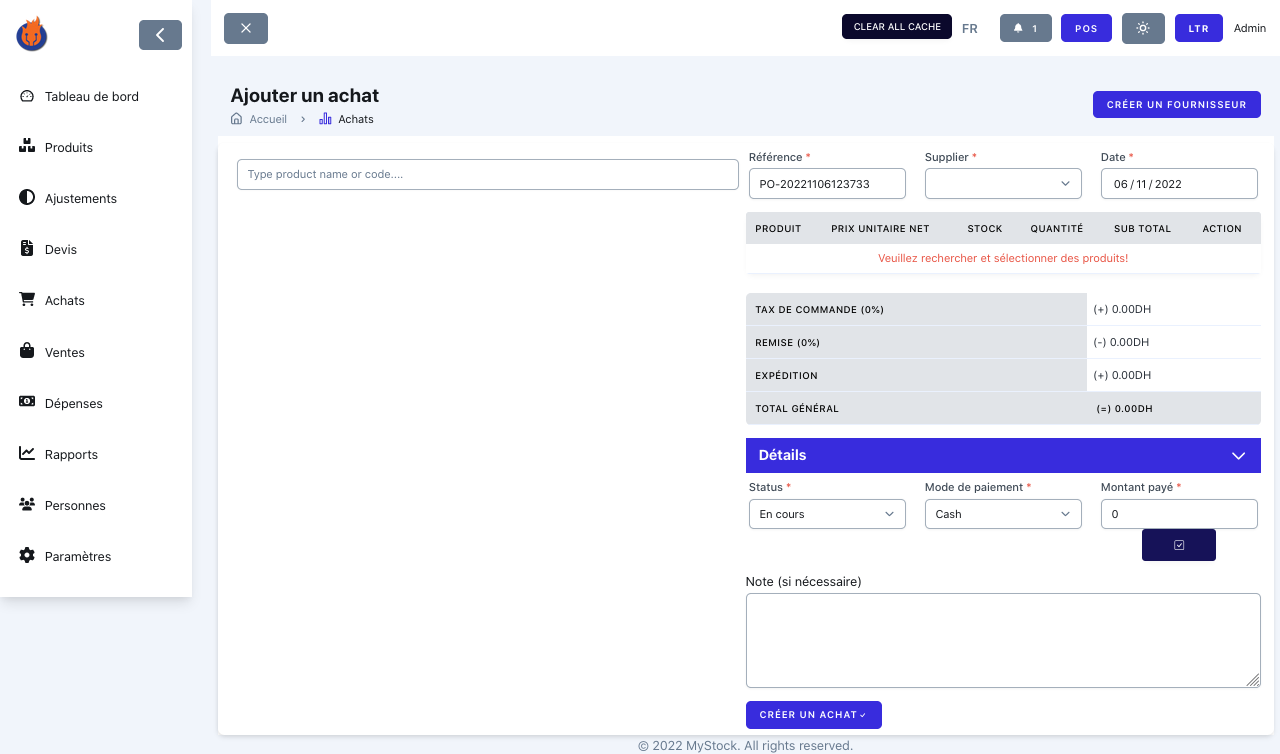 CLEAR ALL CACHE
FR
1
POS
LTR
Admin
Tableau de bord
Produits
Ajustements
Devis
Achats
Ventes
Dépenses
Rapports
Personnes
Paramètres
Ajouter un achat
Accueil
Achats
CRÉER UN FOURNISSEUR
Type product name or code....
Référence * Supplier * Date *
PO-20221106123733 06 / 11 / 2022
PRODUIT PRIX UNITAIRE NET STOCK QUANTITÉ SUB TOTAL ACTION
Veuillez rechercher et sélectionner des produits!
TAX DE COMMANDE (0%) (+) 0.00DH
REMISE (0%) (-) 0.00DH
EXPÉDITION (+) 0.00DH
TOTAL GÉNÉRAL (=) 0.00DH
Détails
Status * Mode de paiement * Montant payé *
En cours Cash 0
Note (si nécessaire)
CRÉER UN ACHAT
© 2022 MyStock. All rights reserved.